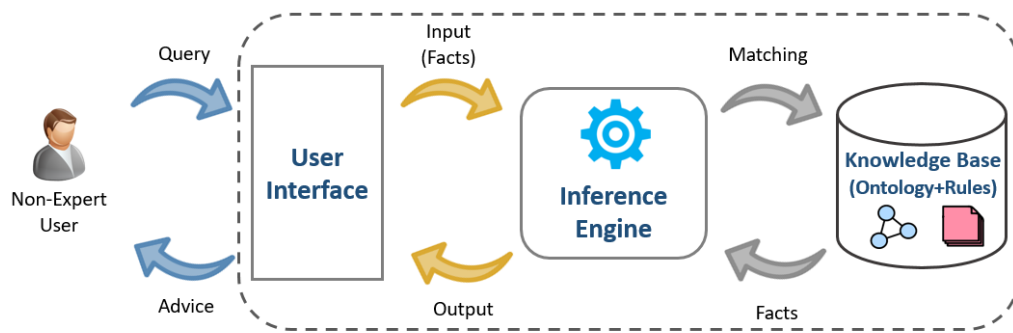 Query
Input
(Facts)
Matching
Non-Expert
User
User
Interface
Inference
Engine
Knowledge Base
(Ontology+Rules)
Advice
Output
Facts